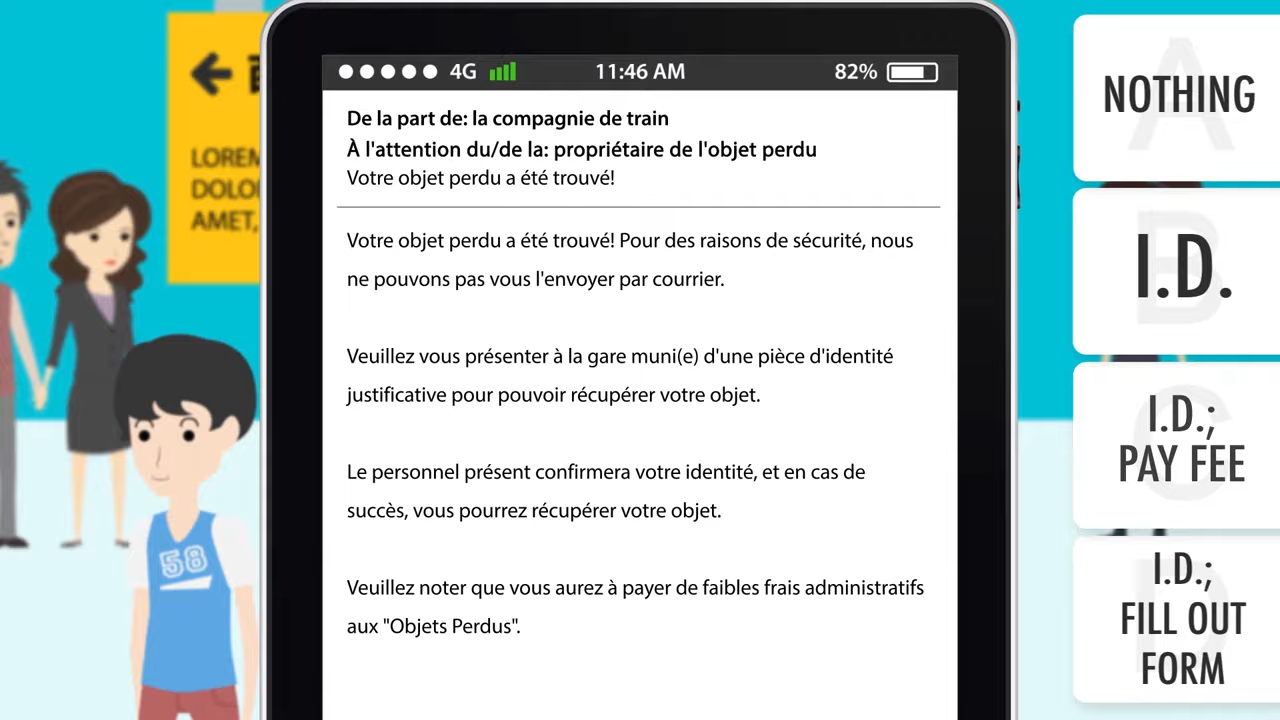 LOREM
DOLO
AMET,
4G
11:46 AM
82%
De la part de: la compagnie de train
À l'attention du/de la: propriétaire de l'objet perdu
Votre objet perdu a été trouvé!
Votre objet perdu a été trouvé! Pour des raisons de sécurité, nous
ne pouvons pas vous l'envoyer par courrier.
Veuillez vous présenter à la gare muni(e) d'une pièce d'identité
justificative pour pouvoir récupérer votre objet.
Le personnel présent confirmera votre identité, et en cas de
succès, vous pourrez récupérer votre objet.
Veuillez noter que vous aurez à payer de faibles frais administratifs
aux "Objets Perdus".
58
A
NOTHING
B
I.D.
C
I.D.;
PAY FEE
D
I.D.;
FILL OUT
FORM